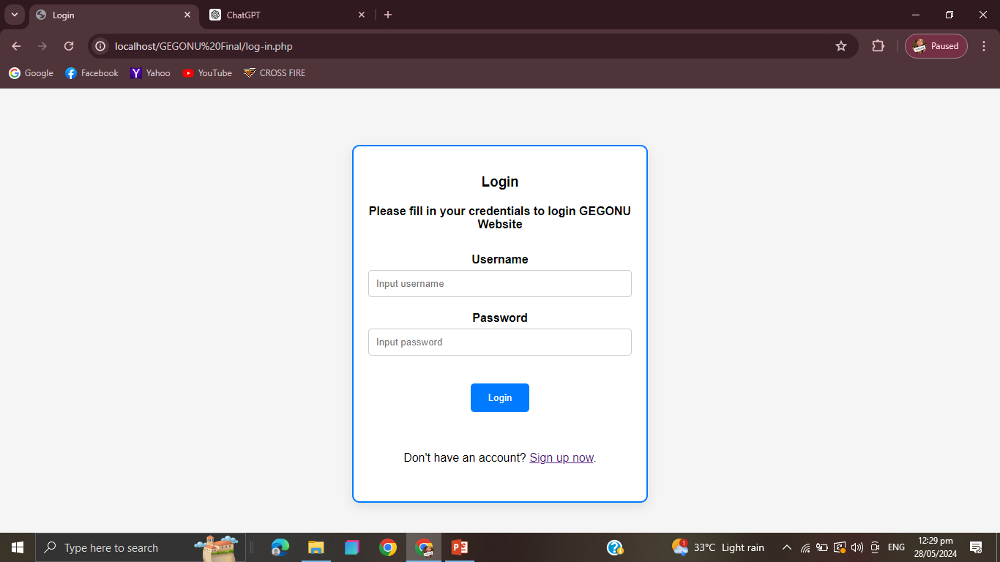 Login
ChatGPT
localhost/GEGONU%20Final/log-in.php
Paused
Google
Facebook
Yahoo
YouTube
CROSS FIRE
Login
Please fill in your credentials to login GEGONU
Website
Username
Input username
Password
Input password
Login
Don't have an account? Sign up now.
Type here to search
1
33°C Light rain
ENG
12:29 pm
28/05/2024